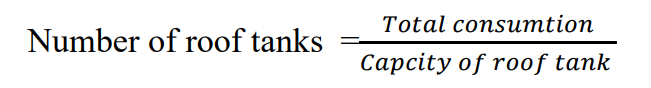 Number of roof tanks = Total consumtion / Capcity of roof tank